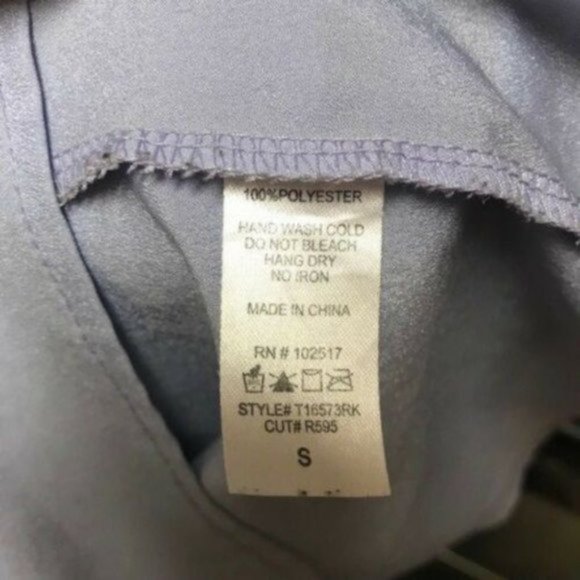 100%POLYESTER
HAND WASH COLD
DO NOT BLEACH
HANG DRY
NO IRON
MADE IN CHINA
RN # 102517
STYLE# T16573RK
CUT# R595
S